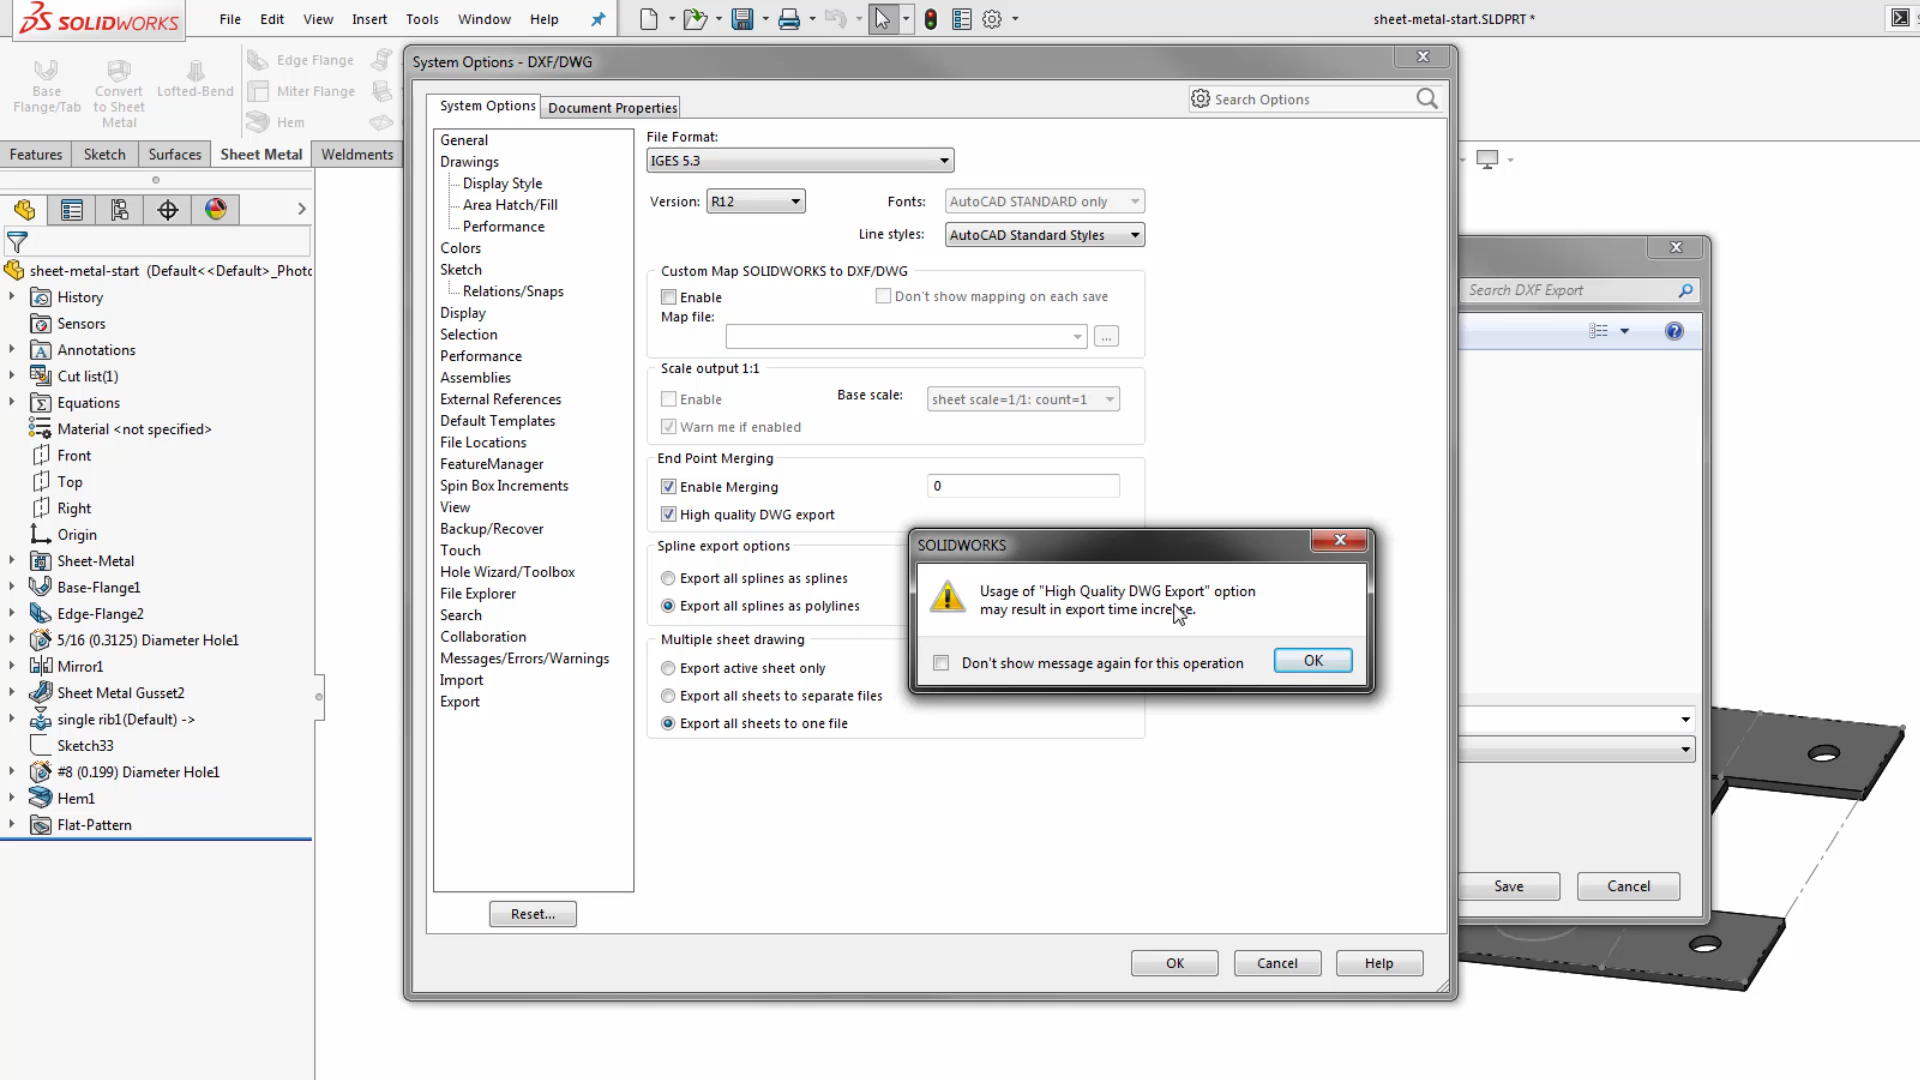 SOLIDWORKS
File Edit View Insert Tools Window Help
sheet-metal-start.SLDPRT *
Base Flange/Tab
Convert to Sheet Metal
Lofted-Bend
Edge Flange
Miter Flange
Hem
Features Sketch Surfaces Sheet Metal Weldments
sheet-metal-start (Default<<Default>_Photo
History
Sensors
Annotations
Cut list(1)
Equations
Material <not specified>
Front
Top
Right
Origin
Sheet-Metal
Base-Flange1
Edge-Flange2
5/16 (0.3125) Diameter Hole1
Mirror1
Sheet Metal Gusset2
single rib1(Default) ->
Sketch33
#8 (0.199) Diameter Hole1
Hem1
Flat-Pattern
System Options - DXF/DWG
System Options Document Properties
Search Options
General
Drawings
Display Style
Area Hatch/Fill
Performance
Colors
Sketch
Relations/Snaps
Display
Selection
Performance
Assemblies
External References
Default Templates
File Locations
FeatureManager
Spin Box Increments
View
Backup/Recover
Touch
Hole Wizard/Toolbox
File Explorer
Search
Collaboration
Messages/Errors/Warnings
Import
Export
Reset...
File Format:
IGES 5.3
Version: R12
Fonts: AutoCAD STANDARD only
Line styles: AutoCAD Standard Styles
Custom Map SOLIDWORKS to DXF/DWG
Enable
Don't show mapping on each save
Map file:
...
Scale output 1:1
Enable
Base scale: sheet scale=1/1: count=1
Warn me if enabled
End Point Merging
Enable Merging
0
High quality DWG export
Spline export options
Export all splines as splines
Export all splines as polylines
Multiple sheet drawing
Export active sheet only
Export all sheets to separate files
Export all sheets to one file
SOLIDWORKS
Usage of "High Quality DWG Export" option
may result in export time increase.
Don't show message again for this operation
OK
OK Cancel Help
Search DXF Export
Save Cancel